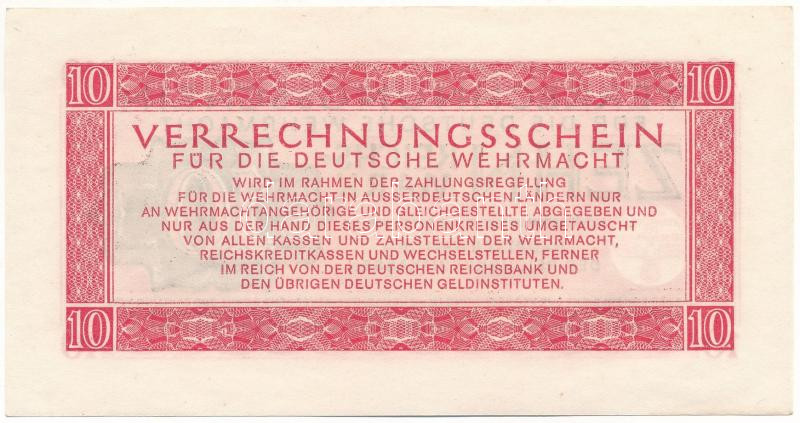 10 10
VERRECHNUNGSSCHEIN
FÜR DIE DEUTSCHE WEHRMACHT
WIRD IM RAHMEN DER ZAHLUNGSREGELUNG
FÜR DIE WEHRMACHT IN AUSSERDEUTSCHEN LÄNDERN NUR
AN WEHRMACHTANGEHÖRIGE UND GLEICHGESTELLTE ABGEGEBEN UND
NUR AUS DER HAND DIESES PERSONENKREISES UMGETAUSCHT
VON ALLEN KASSEN UND ZAHLSTELLEN DER WEHRMACHT,
REICHSKREDITKASSEN UND WECHSELSTELLEN, FERNER
IM REICH VON DER DEUTSCHEN REICHSBANK UND
DEN ÜBRIGEN DEUTSCHEN GELDINSTITUTEN.
10 10